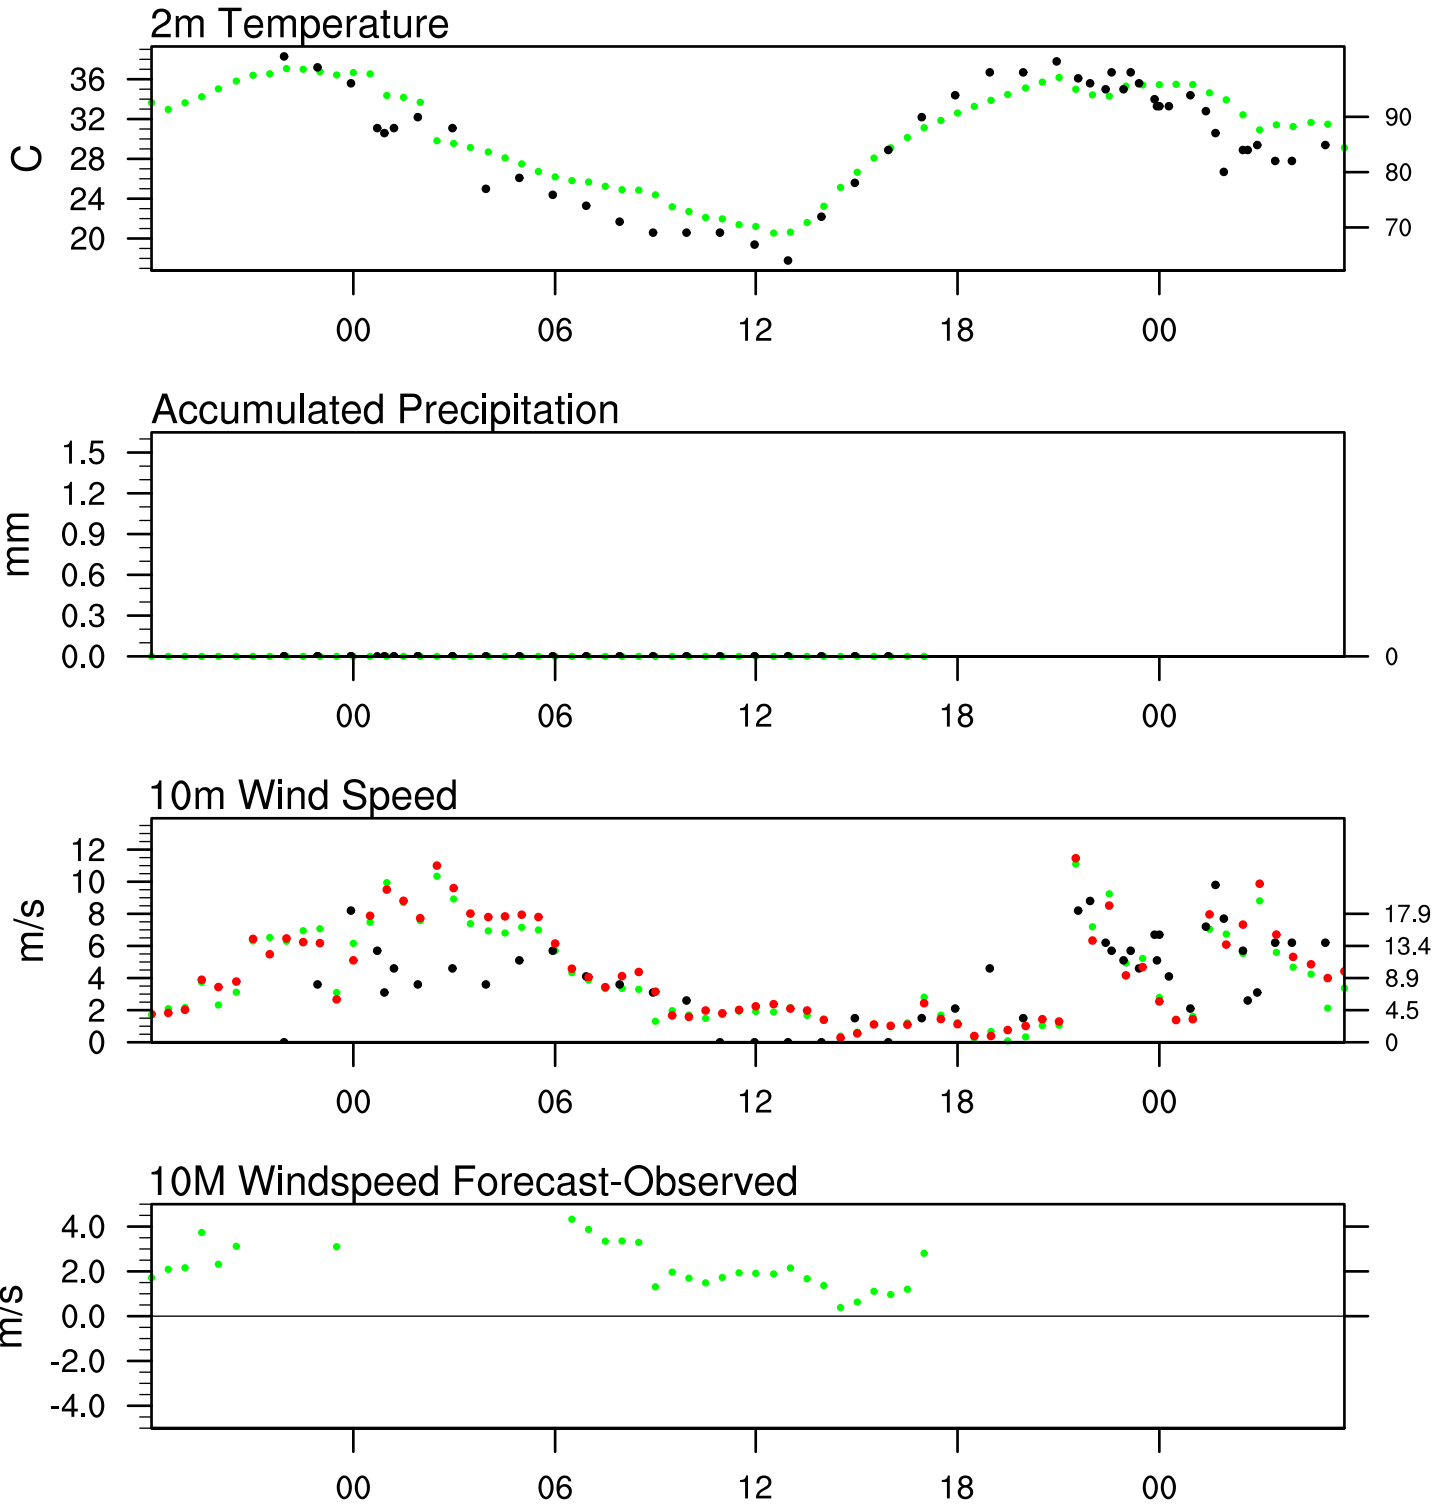 2m Temperature
36
32
28
24
20
C
90
80
70
00 06 12 18 00
Accumulated Precipitation
1.5
1.2
0.9
0.6
0.3
0.0
mm
0
00 06 12 18 00
10m Wind Speed
12
10
8
6
4
2
0
m/s
17.9
13.4
8.9
4.5
0
00 06 12 18 00
10M Windspeed Forecast-Observed
4.0
2.0
0.0
-2.0
-4.0
m/s
00 06 12 18 00